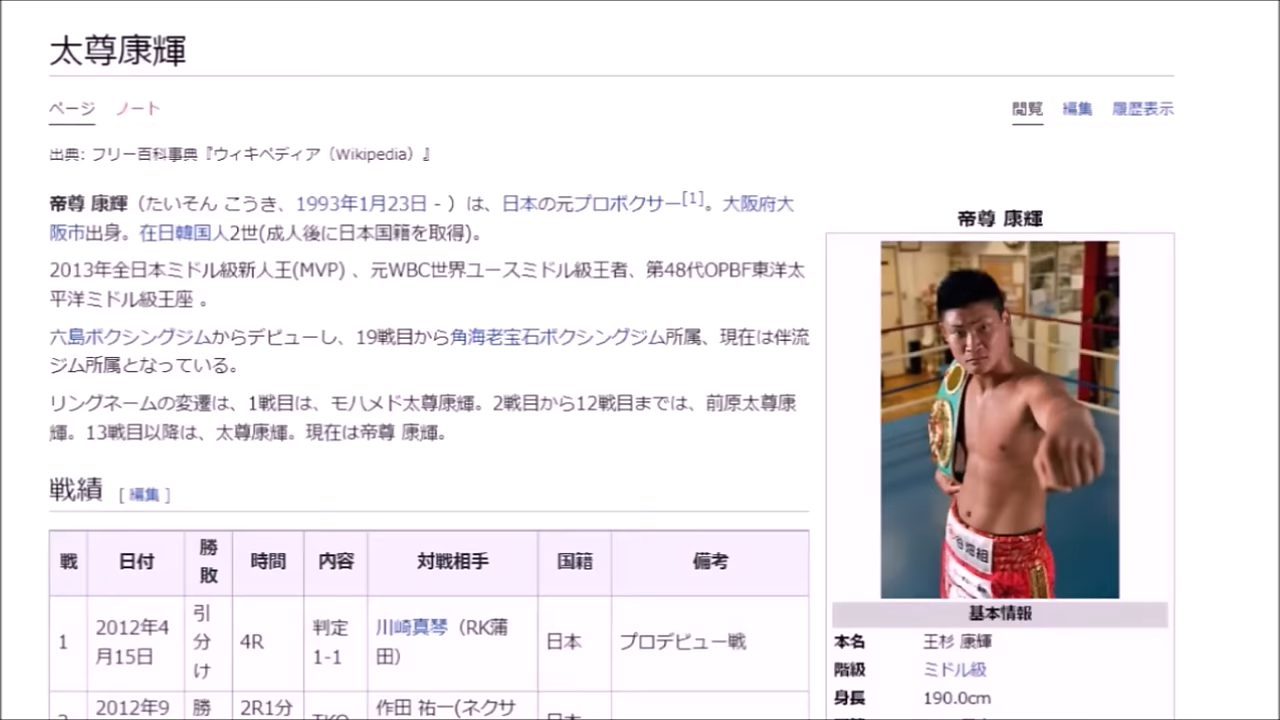 太尊康輝
ページ ノート
閲覧 編集 履歴表示
出典: フリー百科事典『ウィキペディア（Wikipedia）』
帝尊 康輝（たいそん こうき、1993年1月23日 - ）は、日本の元プロボクサー[1]。大阪府大
阪市出身。在日韓国人2世(成人後に日本国籍を取得)。
2013年全日本ミドル級新人王(MVP) 、元WBC世界ユースミドル級王者、第48代OPBF東洋太
平洋ミドル級王座 。
六島ボクシングジムからデビューし、19戦目から角海老宝石ボクシングジム所属、現在は伴流
ジム所属となっている。
リングネームの変遷は、1戦目は、モハメド太尊康輝。2戦目から12戦目までは、前原太尊康
輝。13戦目以降は、太尊康輝。現在は帝尊 康輝。
戦績 [ 編集 ]
戦 日付 勝敗 時間 内容 対戦相手 国籍 備考
1 2012年4月15日 引分け 4R 判定1-1 川崎真琴（RK蒲田） 日本 プロデビュー戦
2012年9 勝 2R1分 TKO 作田 祐一(ネクサ 日本
帝尊 康輝
基本情報
本名 王杉 康輝
階級 ミドル級
身長 190.0cm